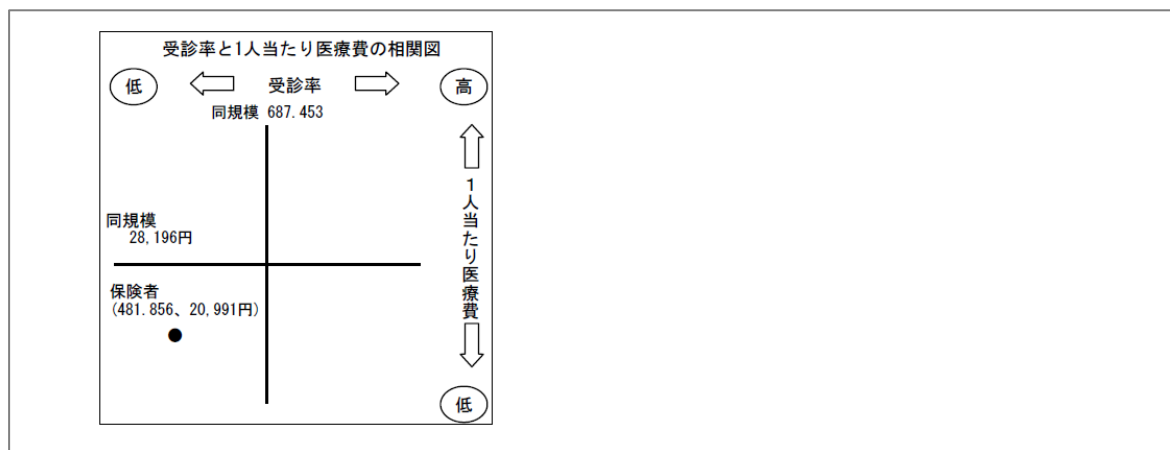 受診率と1人当たり医療費の相関図
低
受診率
高
同規模 687.453
1人当たり医療費
同規模
28,196円
保険者
(481.856、20,991円)
低